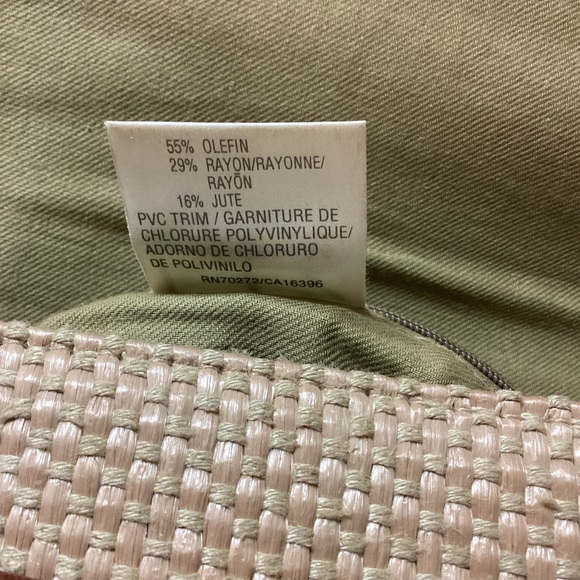 55% OLEFIN
29% RAYON/RAYONNE/
RAYŌN
16% JUTE
PVC TRIM / GARNITURE DE
CHLORURE POLYVINYLIQUE/
ADORNO DE CHLORURO
DE POLIVINILO
RN70272/CA16396